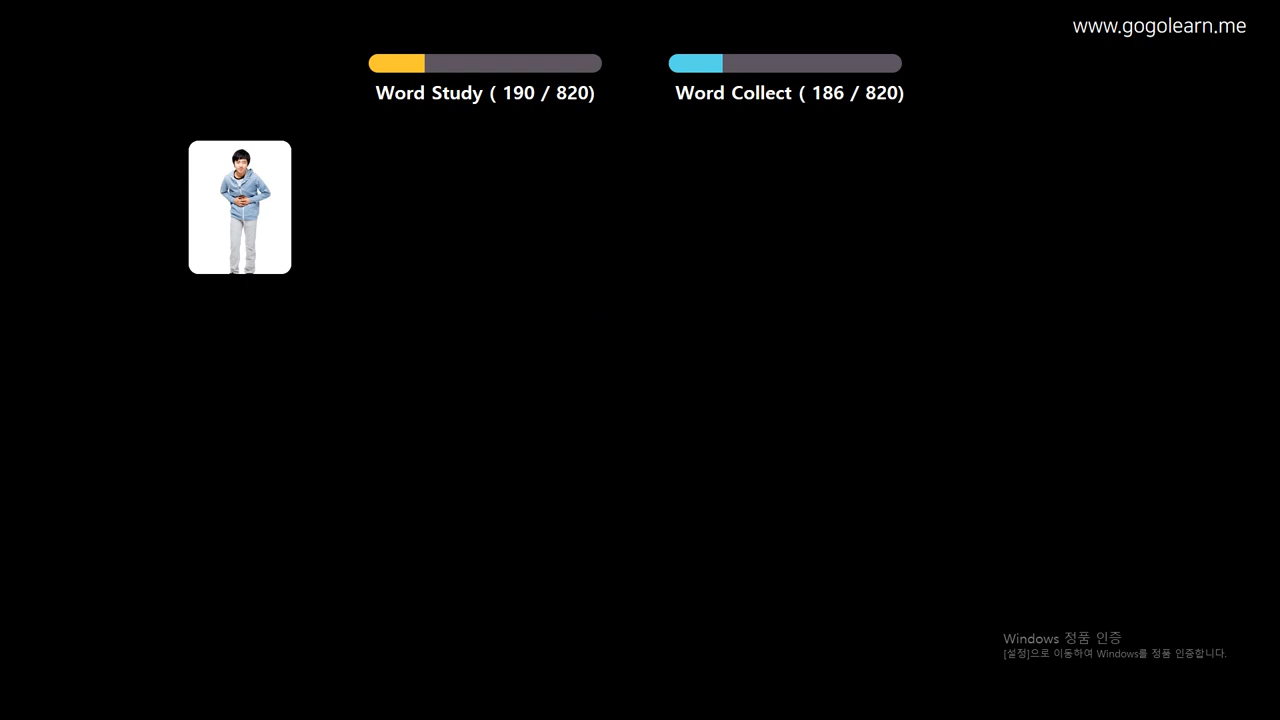 www.gogolearn.me
Word Study ( 190 / 820)
Word Collect ( 186 / 820)
Windows 정품 인증
[설정]으로 이동하여 Windows를 정품 인증합니다.